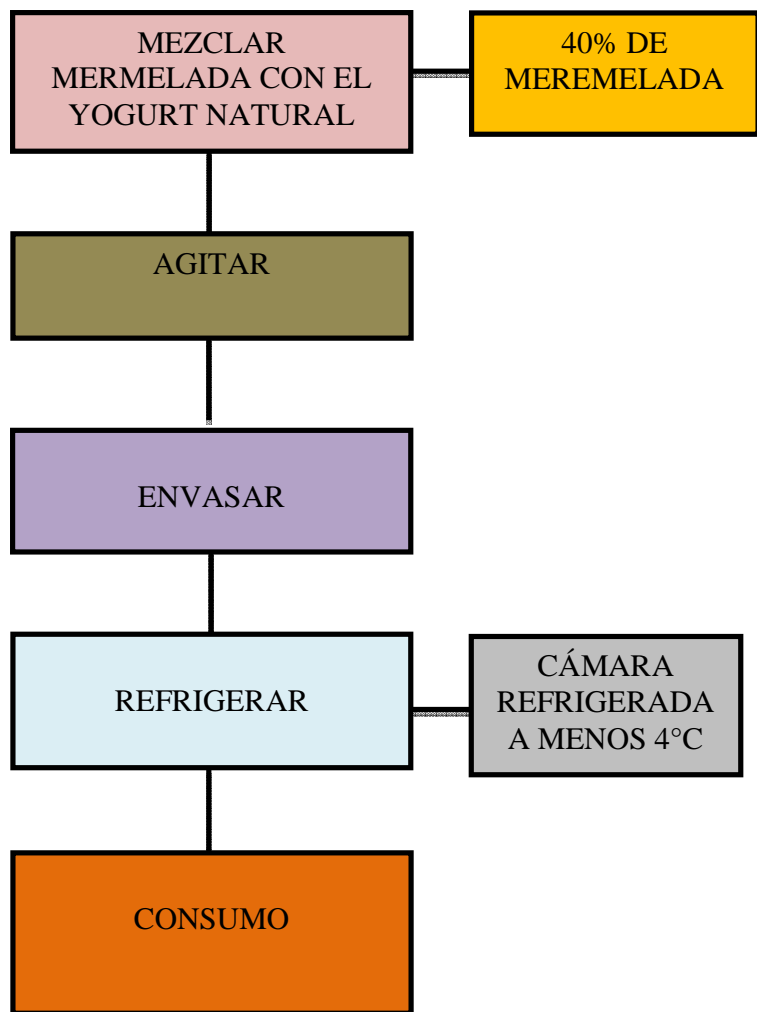 MEZCLAR
MERMELADA CON EL
YOGURT NATURAL
40% DE
MEREMELADA
AGITAR
ENVASAR
REFRIGERAR
CÁMARA
REFRIGERADA
A MENOS 4°C
CONSUMO